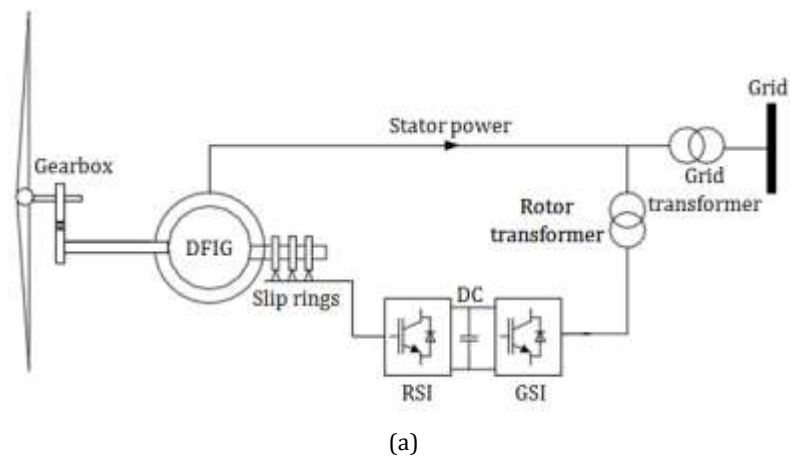 Grid
Stator power
Gearbox
Grid
transformer
Rotor
transformer
DFIG
Slip rings
DC
RSI
GSI
(a)